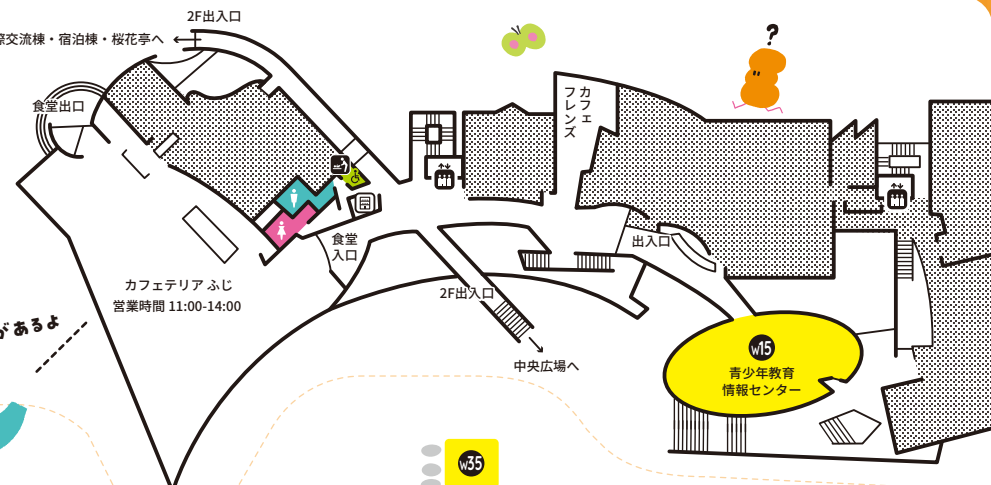 2F出入口
際交流棟・宿泊棟・桜花亭へ
?
食堂出口
カフェ
フレンズ
食堂
入口
出入口
カフェテリア ふじ
営業時間 11:00-14:00
2F出入口
があるよ
中央広場へ
w15
青少年教育
情報センター
w35